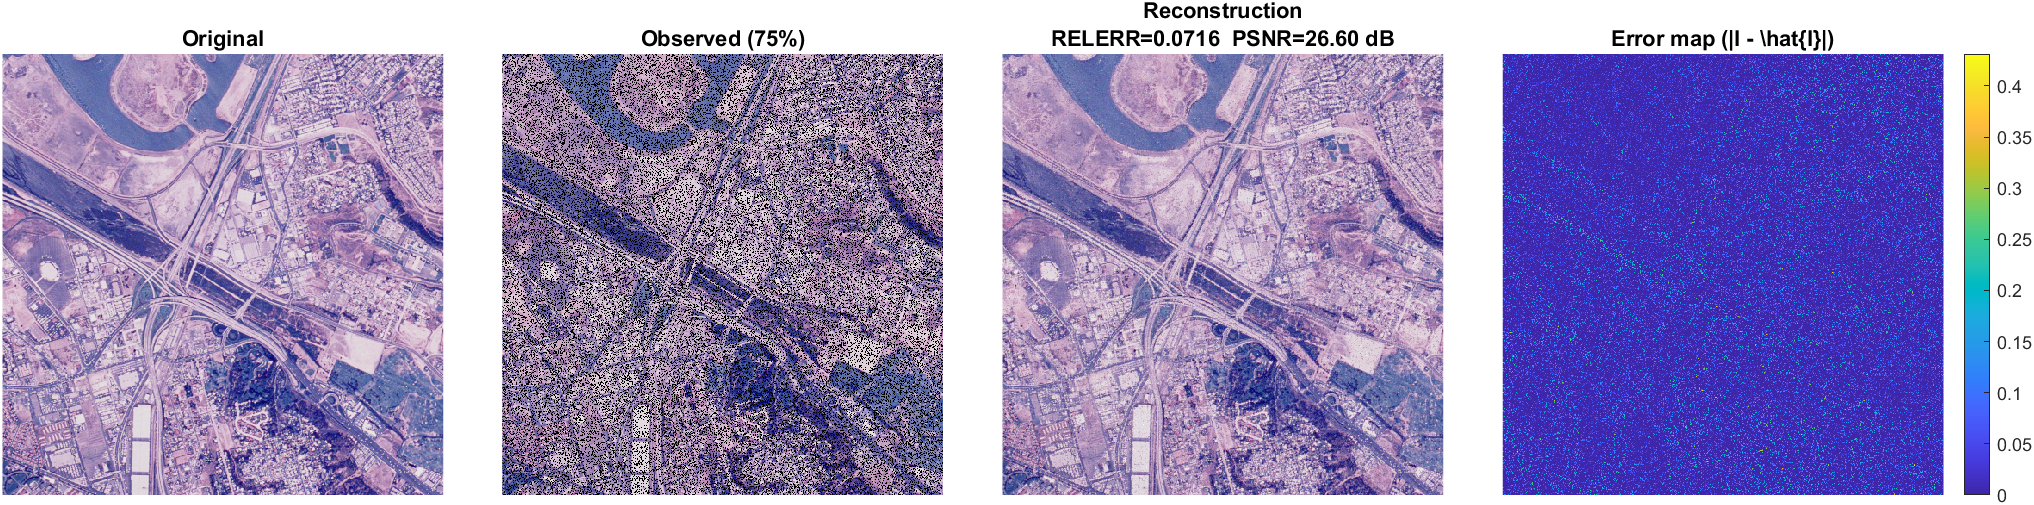 Original
Observed (75%)
Reconstruction
RELERR=0.0716 PSNR=26.60 dB
Error map (|I - \hat{I}|)
0.4
0.35
0.3
0.25
0.2
0.15
0.1
0.05
0